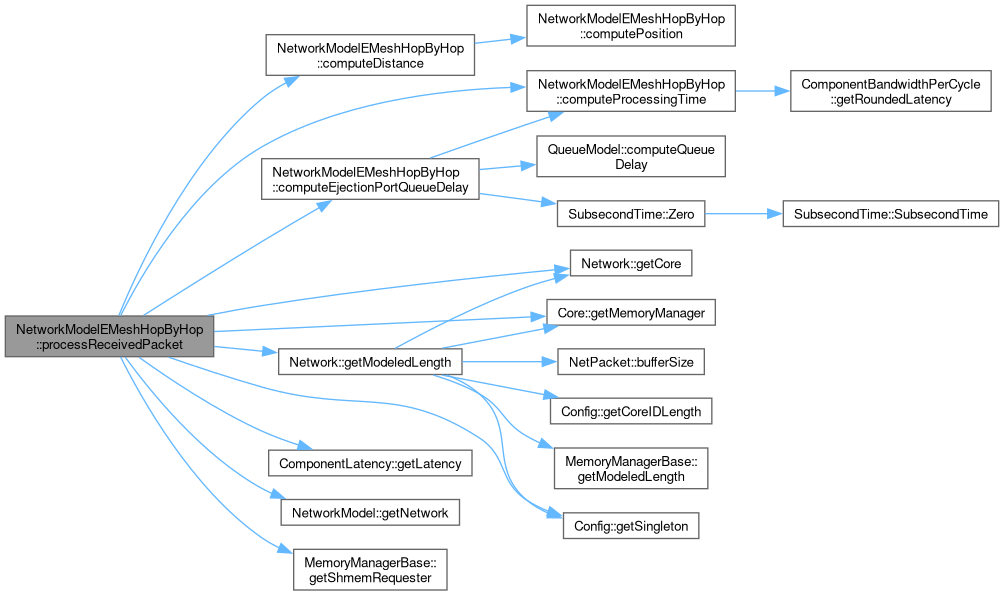 NetworkModelEMeshHopByHop
::processReceivedPacket
NetworkModelEMeshHopByHop
::computeDistance
NetworkModelEMeshHopByHop
::computePosition
NetworkModelEMeshHopByHop
::computeProcessingTime
ComponentBandwidthPerCycle
::getRoundedLatency
NetworkModelEMeshHopByHop
::computeEjectionPortQueueDelay
QueueModel::computeQueue
Delay
SubsecondTime::Zero
SubsecondTime::SubsecondTime
Network::getCore
Core::getMemoryManager
Network::getModeledLength
NetPacket::bufferSize
Config::getCoreIDLength
MemoryManagerBase::
getModeledLength
Config::getSingleton
ComponentLatency::getLatency
NetworkModel::getNetwork
MemoryManagerBase::
getShmemRequester